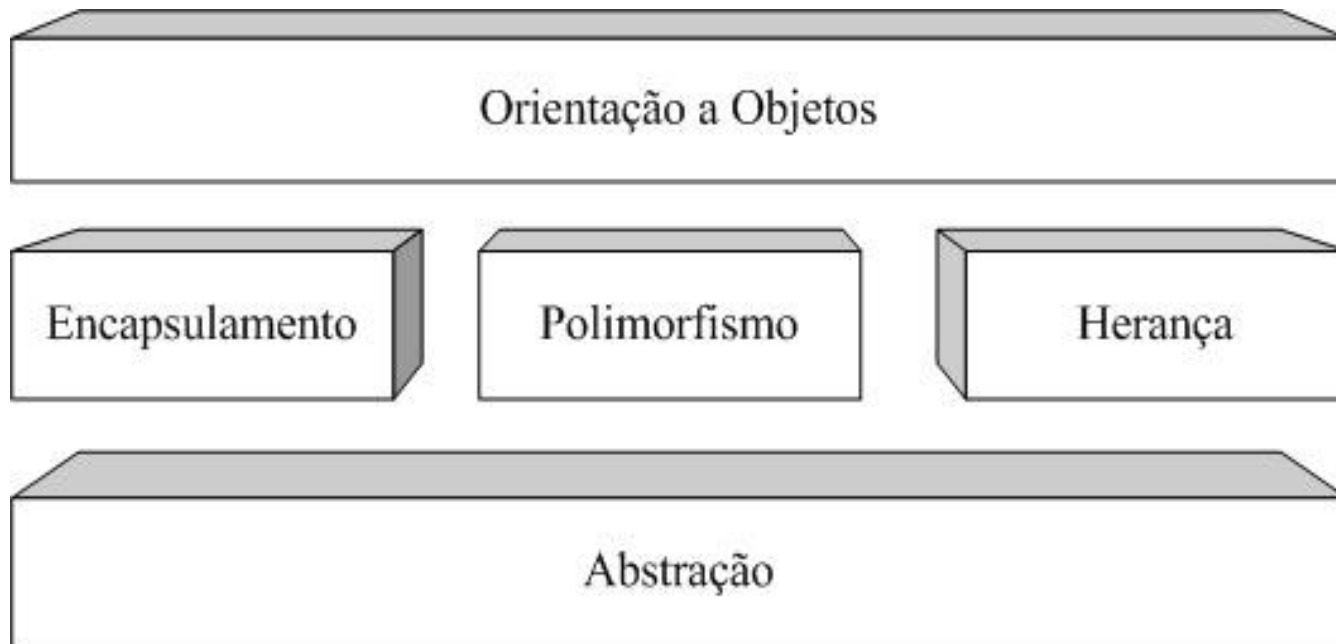 Orientação a Objetos
Encapsulamento
Polimorfismo
Herança
Abstração